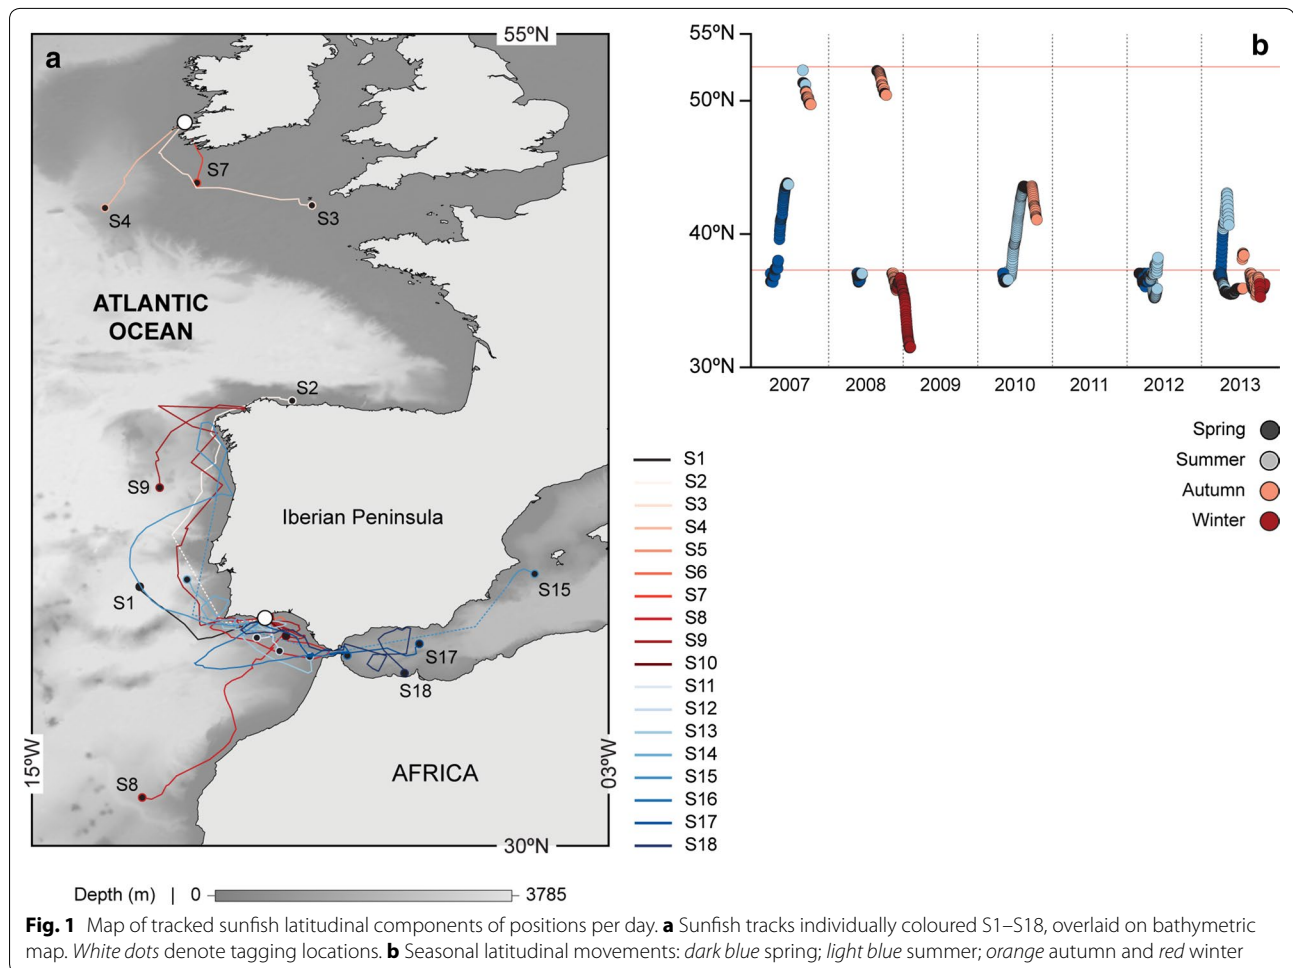 a
55ºN
S7
S4
S3
ATLANTIC
OCEAN
S2
S9
Iberian Peninsula
S1
S15
S17
S18
S8
AFRICA
15ºW
03ºW
30ºN
Depth (m) | 0
3785
b
55ºN
50ºN
40ºN
30ºN
2007 2008 2009 2010 2011 2012 2013
Spring
Summer
Autumn
Winter
S1
S2
S3
S4
S5
S6
S7
S8
S9
S10
S11
S12
S13
S14
S15
S16
S17
S18
Fig. 1 Map of tracked sunfish latitudinal components of positions per day. a Sunfish tracks individually coloured S1–S18, overlaid on bathymetric
map. White dots denote tagging locations. b Seasonal latitudinal movements: dark blue spring; light blue summer; orange autumn and red winter